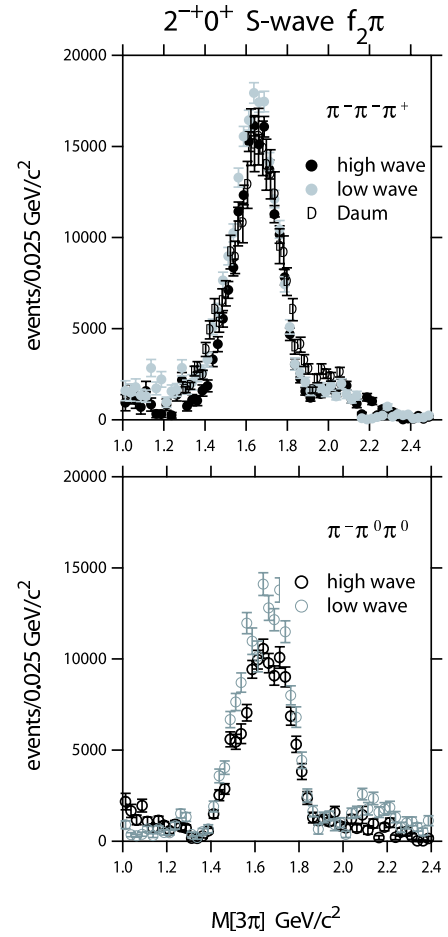 2⁻⁺0⁺ S-wave f₂π
20000
π⁻π⁻π⁺
15000
high wave
low wave
D Daum
10000
events/0.025 GeV/c²
5000
0
1.0 1.2 1.4 1.6 1.8 2.0 2.2 2.4
20000
π⁻π⁰π⁰
15000
high wave
low wave
10000
events/0.025 GeV/c²
5000
0
1.0 1.2 1.4 1.6 1.8 2.0 2.2 2.4
M[3π] GeV/c²